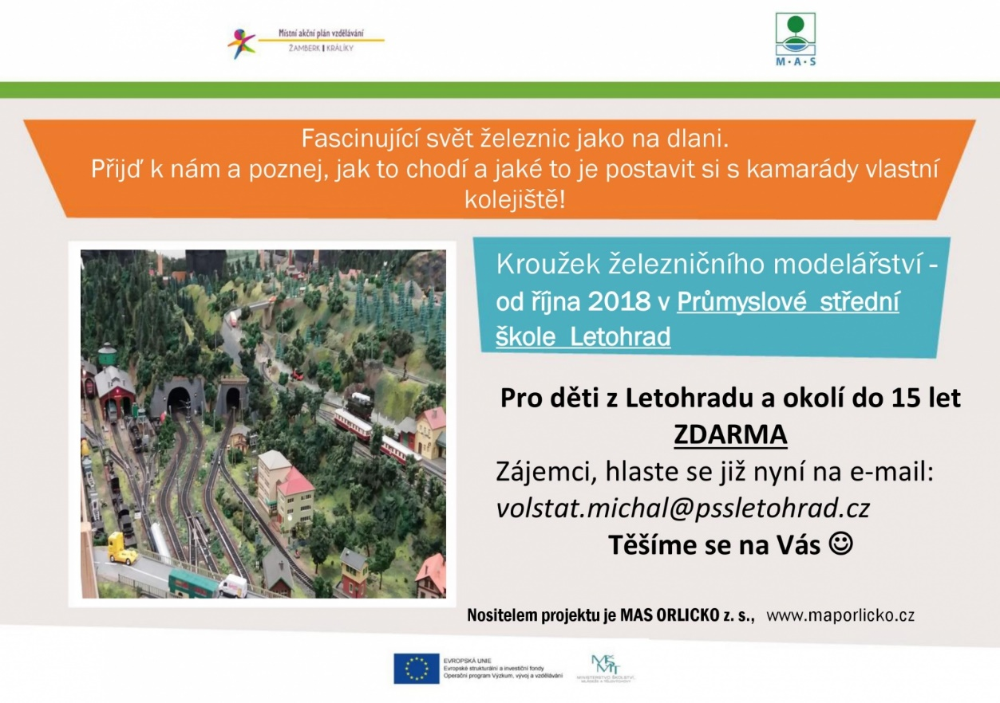 Místní akční plán vzdělávání
ŽAMBERK | KRÁLÍKY
M·A·S
Fascinující svět železnic jako na dlani.
Přijď k nám a poznej, jak to chodí a jaké to je postavit si s kamarády vlastní
kolejiště!
Kroužek železničního modelářství -
od října 2018 v Průmyslové střední
škole Letohrad
Pro děti z Letohradu a okolí do 15 let
ZDARMA
Zájemci, hlaste se již nyní na e-mail:
volstat.michal@pssletohrad.cz
Těšíme se na Vás ☺
Nositelem projektu je MAS ORLICKO z. s., www.maporlicko.cz
EVROPSKÁ UNIE
Evropské strukturální a investiční fondy
Operační program Výzkum, vývoj a vzdělávání
MŠMT
MINISTERSTVO ŠKOLSTVÍ,
MLÁDEŽE A TĚLOVÝCHOVY